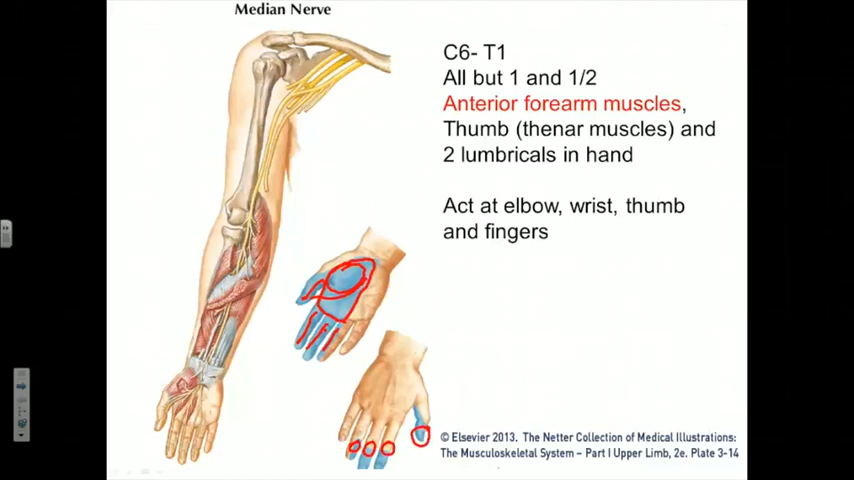 Median Nerve
C6- T1
All but 1 and 1/2
Anterior forearm muscles,
Thumb (thenar muscles) and
2 lumbricals in hand
Act at elbow, wrist, thumb
and fingers
© Elsevier 2013. The Netter Collection of Medical Illustrations:
The Musculoskeletal System – Part I Upper Limb, 2e. Plate 3-14